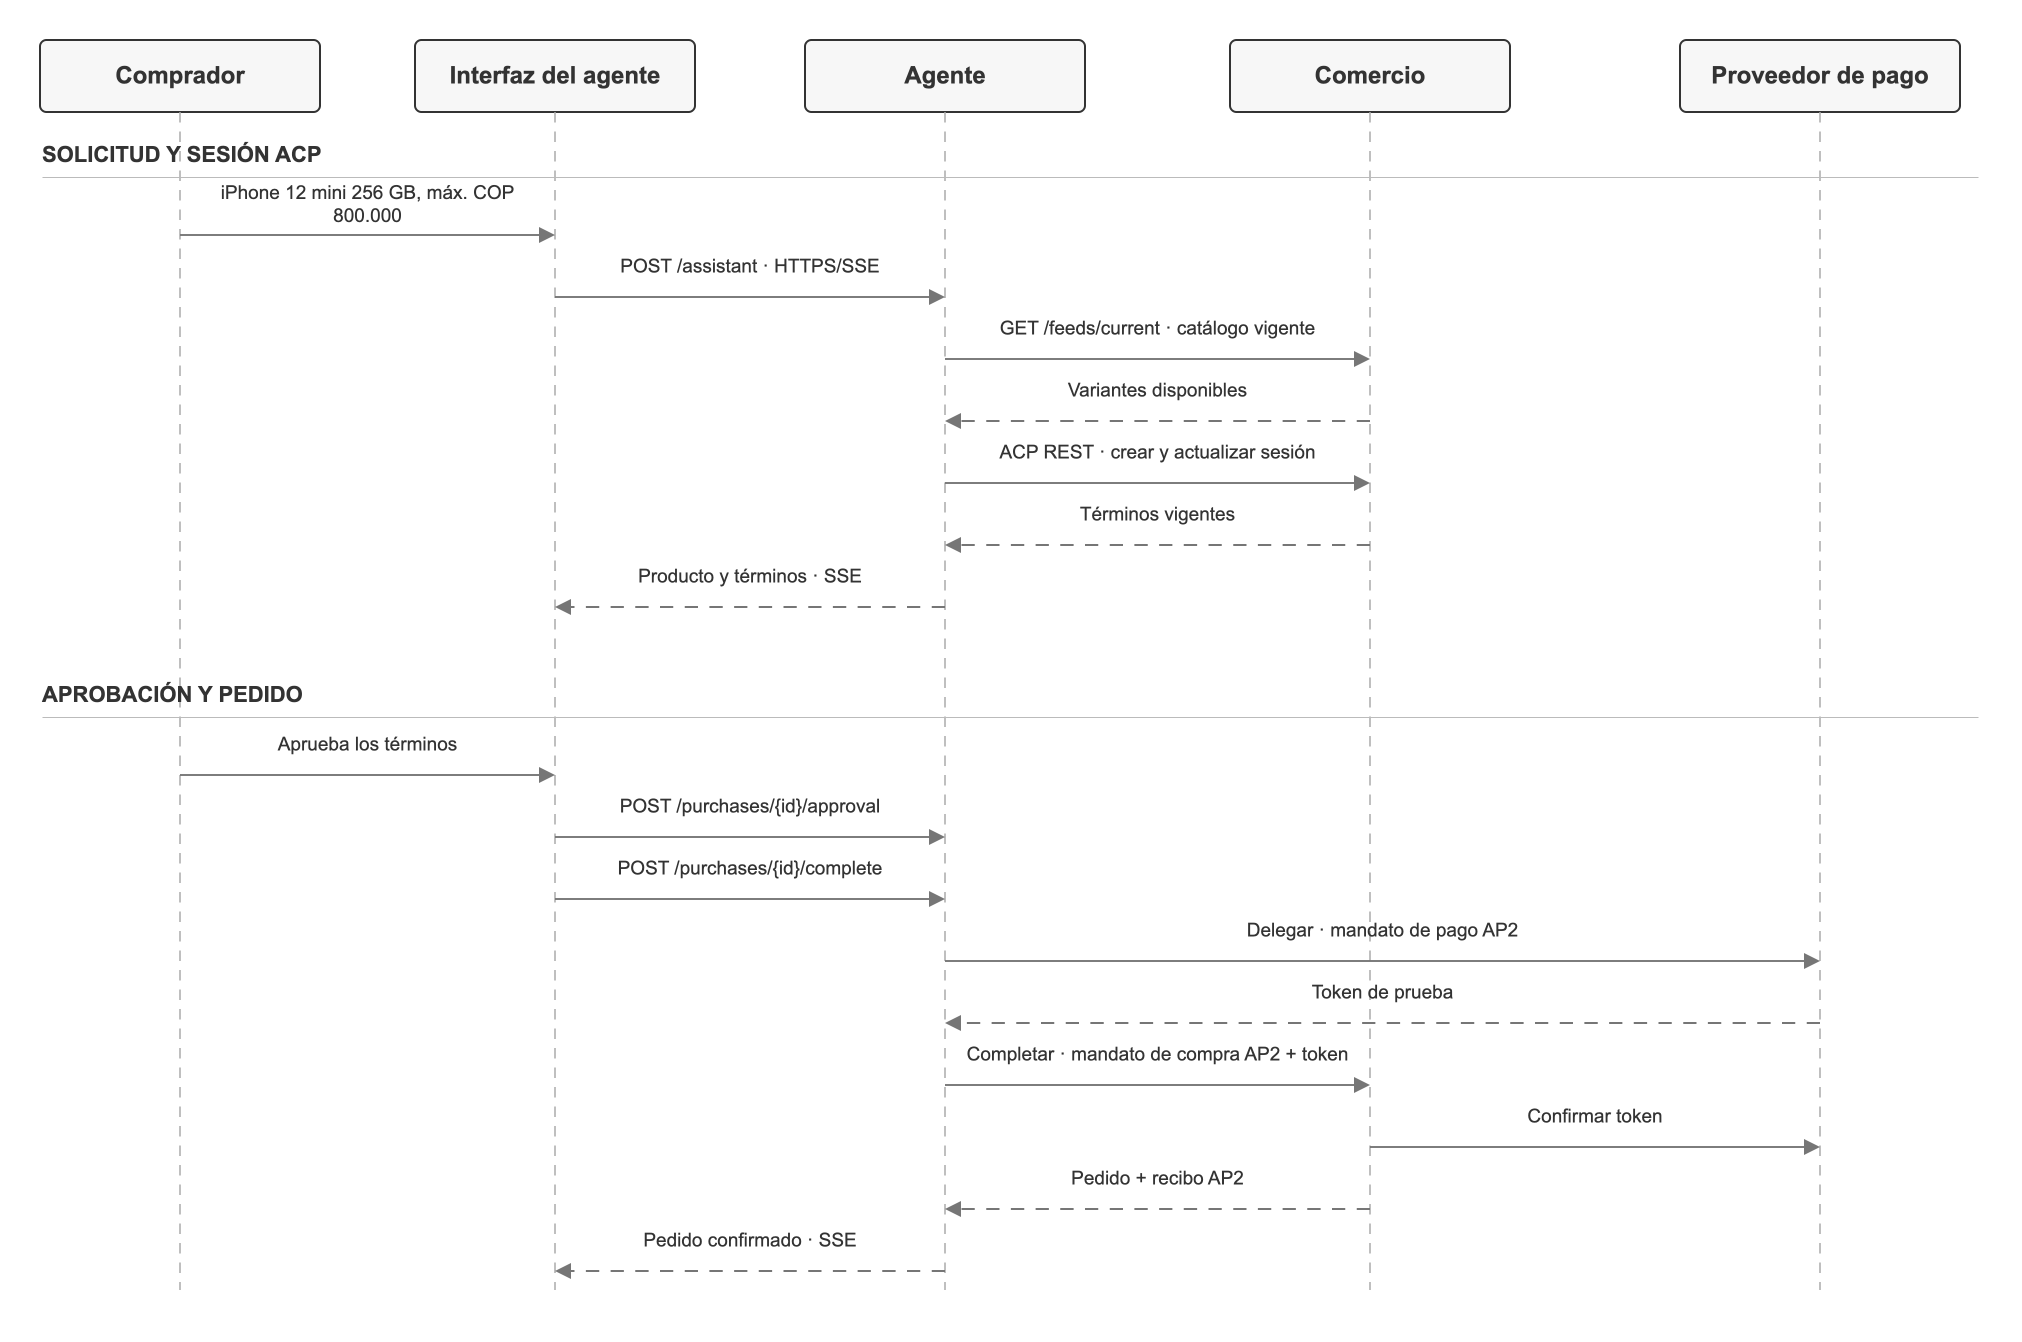 Comprador
Interfaz del agente
Agente
Comercio
Proveedor de pago
SOLICITUD Y SESIÓN ACP
iPhone 12 mini 256 GB, máx. COP
800.000
POST /assistant · HTTPS/SSE
GET /feeds/current · catálogo vigente
Variantes disponibles
ACP REST · crear y actualizar sesión
Términos vigentes
Producto y términos · SSE
APROBACIÓN Y PEDIDO
Aprueba los términos
POST /purchases/{id}/approval
POST /purchases/{id}/complete
Delegar · mandato de pago AP2
Token de prueba
Completar · mandato de compra AP2 + token
Confirmar token
Pedido + recibo AP2
Pedido confirmado · SSE